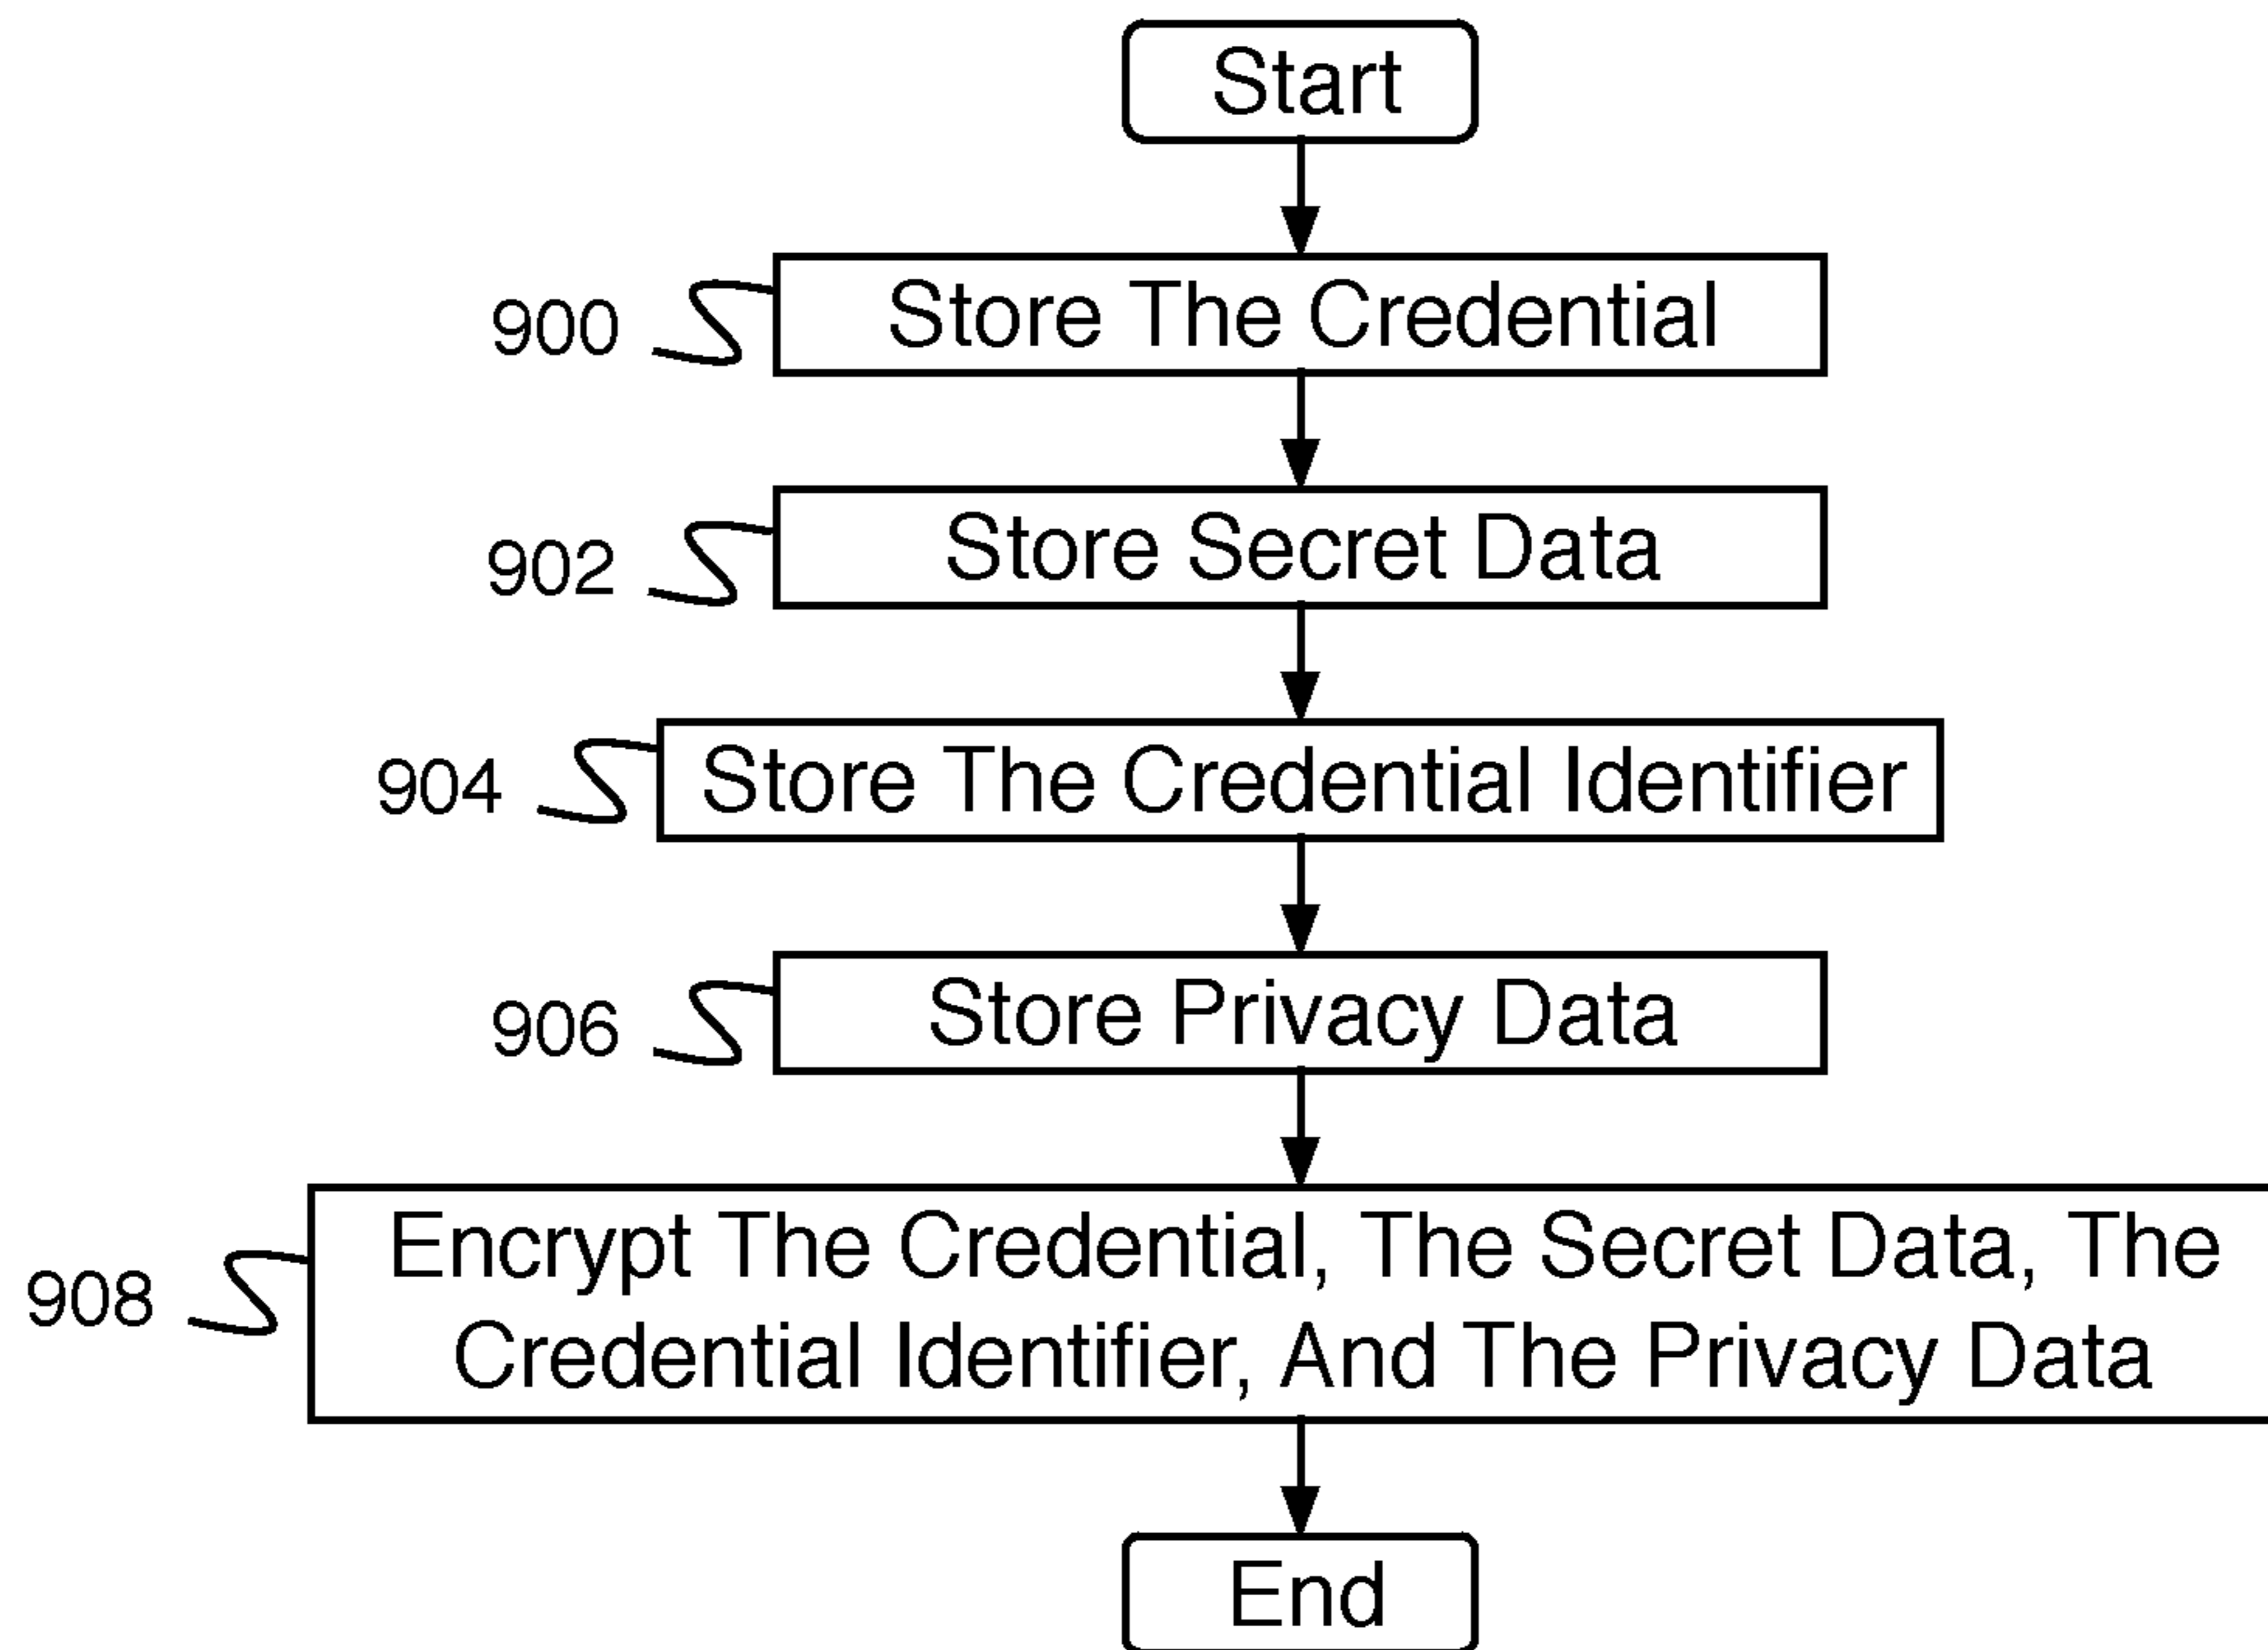 Start
900
Store The Credential
902
Store Secret Data
904
Store The Credential Identifier
906
Store Privacy Data
908
Encrypt The Credential, The Secret Data, The
Credential Identifier, And The Privacy Data
End